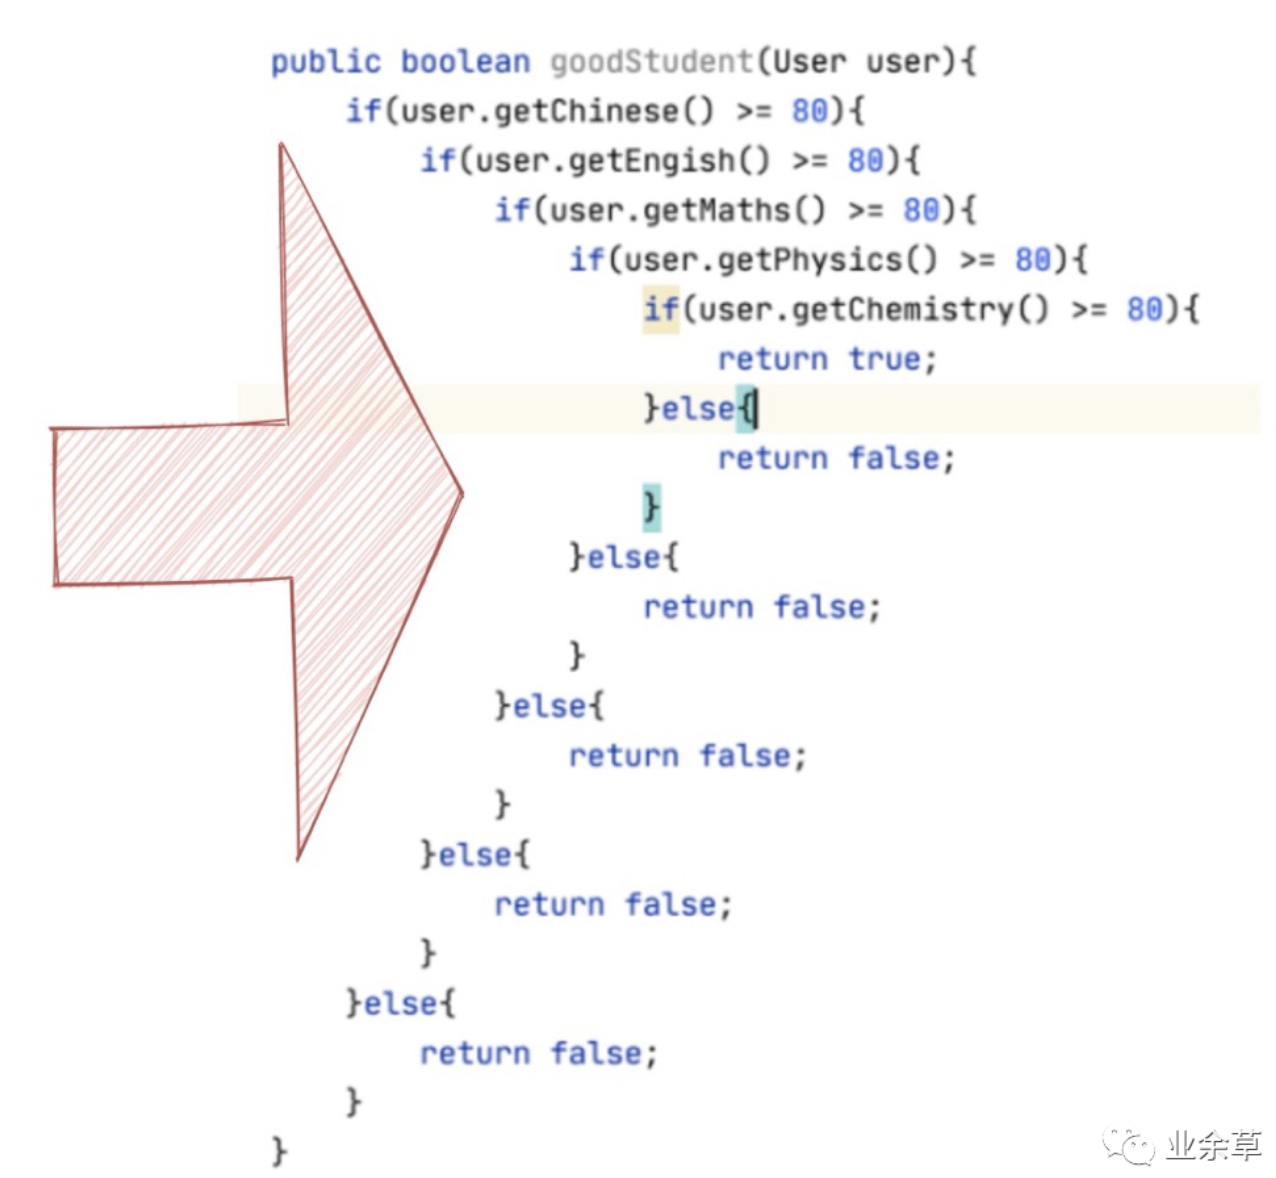 public boolean goodStudent(User user){
if(user.getChinese() >= 80){
if(user.getEngish() >= 80){
if(user.getMaths() >= 80){
if(user.getPhysics() >= 80){
if(user.getChemistry() >= 80){
return true;
}else{
return false;
}
}else{
return false;
}
}else{
return false;
}
}else{
return false;
}
}else{
return false;
}
}
业余草